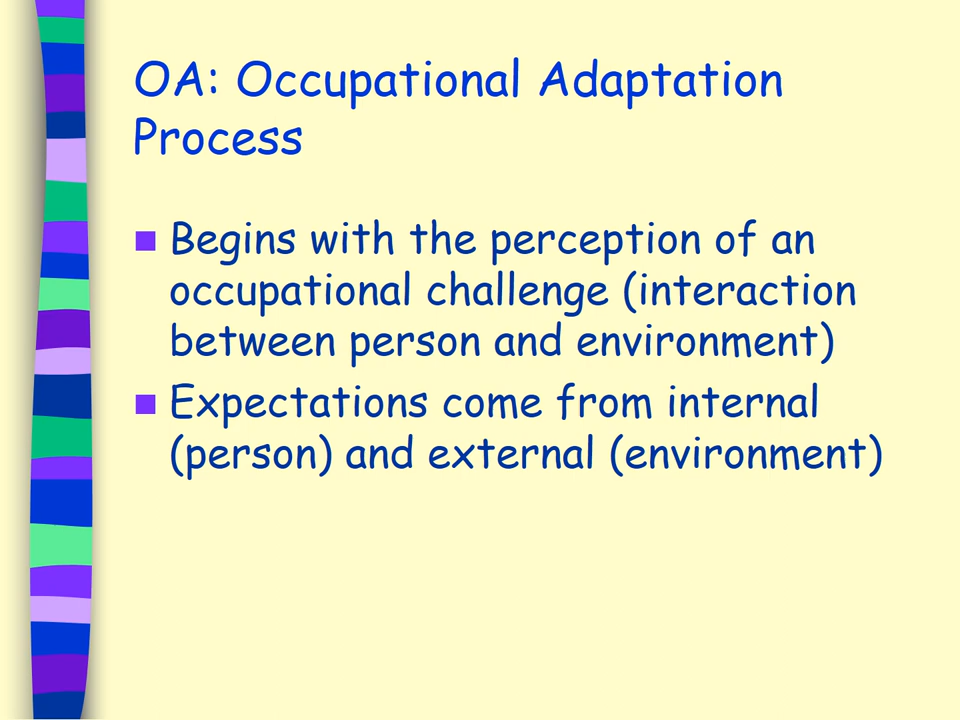 OA: Occupational Adaptation
Process
Begins with the perception of an
occupational challenge (interaction
between person and environment)
Expectations come from internal
(person) and external (environment)